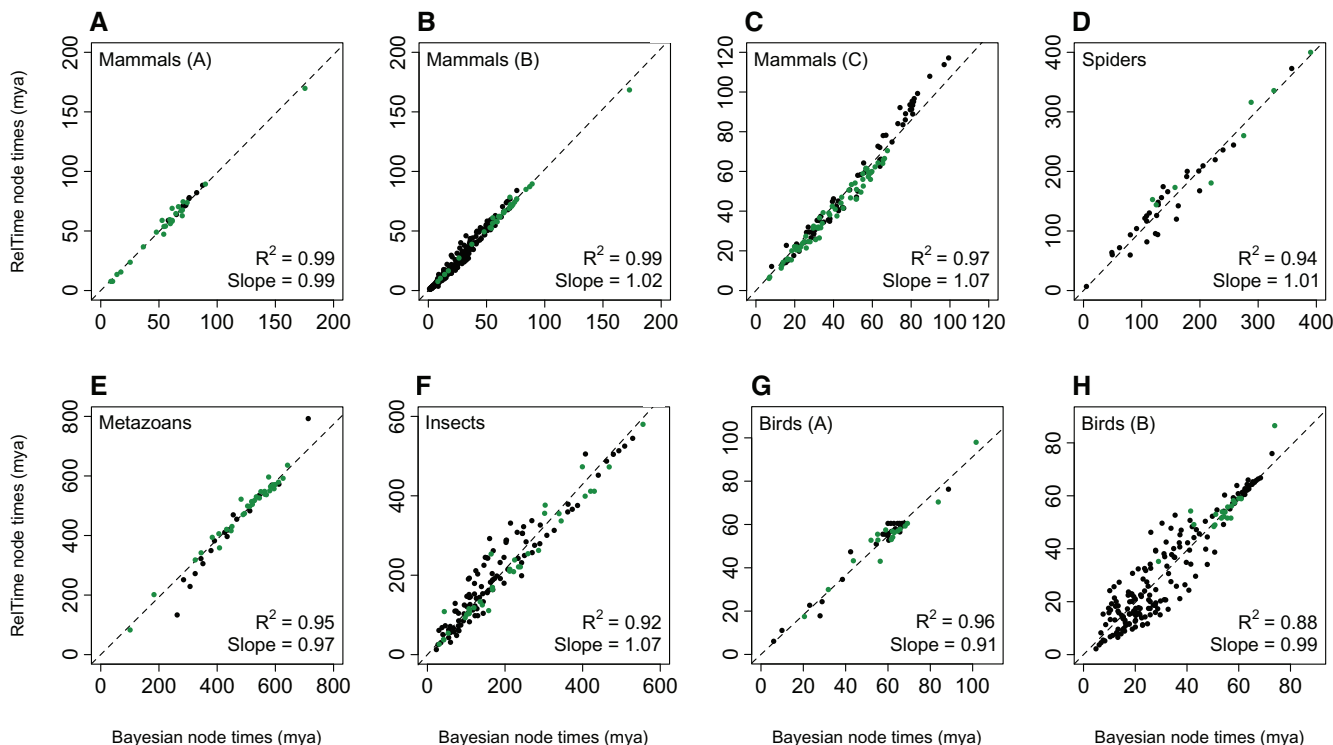 A
B
C
D
RelTime node times (mya)
Mammals (A)
200
150
100
50
0
R² = 0.99
Slope = 0.99
0 50 100 150 200
Mammals (B)
200
150
100
50
0
R² = 0.99
Slope = 1.02
0 50 100 150 200
Mammals (C)
120
100
80
60
40
20
0
R² = 0.97
Slope = 1.07
0 20 40 60 80 100 120
Spiders
400
300
200
100
0
R² = 0.94
Slope = 1.01
0 100 200 300 400
E
F
G
H
RelTime node times (mya)
Metazoans
800
600
400
200
0
R² = 0.95
Slope = 0.97
0 200 400 600 800
Insects
600
400
200
0
R² = 0.92
Slope = 1.07
0 200 400 600
Birds (A)
100
80
60
40
20
0
R² = 0.96
Slope = 0.91
0 20 40 60 80 100
Birds (B)
80
60
40
20
0
R² = 0.88
Slope = 0.99
0 20 40 60 80
Bayesian node times (mya)
Bayesian node times (mya)
Bayesian node times (mya)
Bayesian node times (mya)